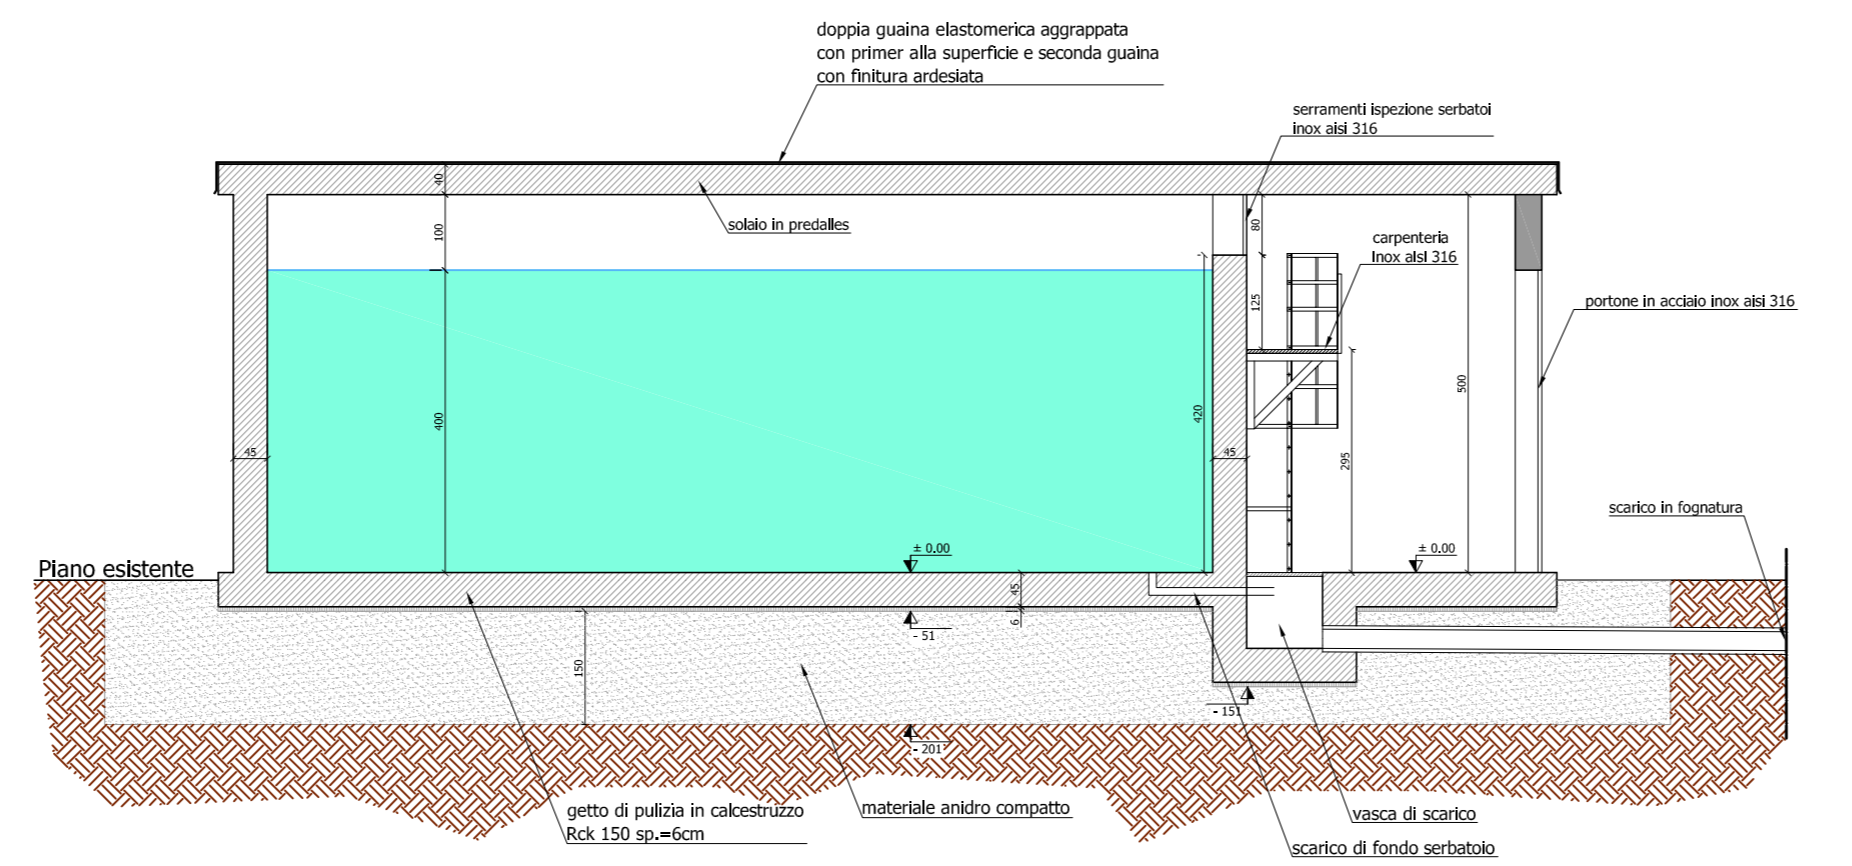 doppia guaina elastomerica aggrappata
con primer alla superficie e seconda guaina
con finitura ardesiata
serramenti ispezione serbatoi
inox aisi 316
40
solaio in predalles
100
80
carpenteria
inox aisi 316
125
portone in acciaio inox aisi 316
400
420
500
45
45
295
scarico in fognatura
± 0.00
± 0.00
Piano esistente
45
6
- 51
150
- 151
- 201
getto di pulizia in calcestruzzo
Rck 150 sp.=6cm
materiale anidro compatto
vasca di scarico
scarico di fondo serbatoio